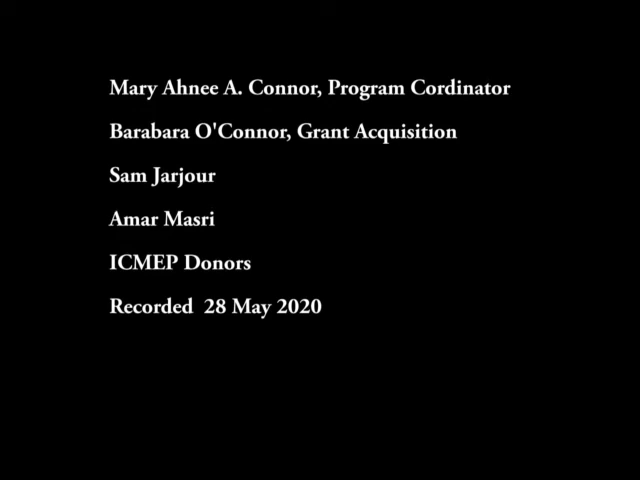 Mary Ahnee A. Connor, Program Cordinator
Barabara O'Connor, Grant Acquisition
Sam Jarjour
Amar Masri
ICMEP Donors
Recorded  28 May 2020